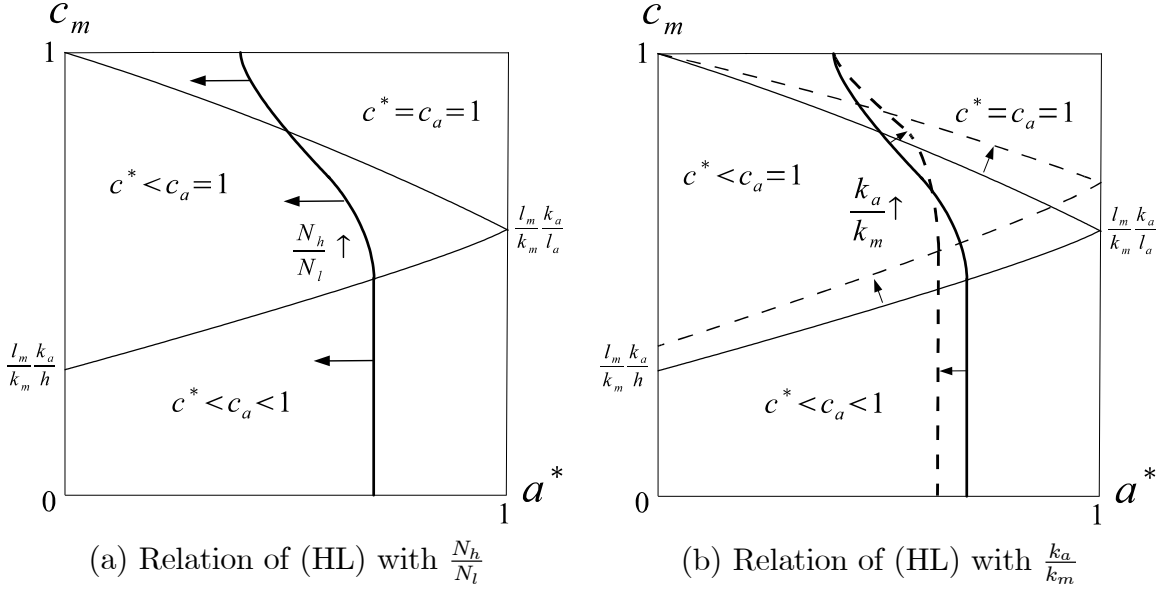 c_m
1
c* = c_a = 1
c* < c_a = 1
N_h/N_l ↑
l_m/k_m k_a/l_a
l_m/k_m k_a/h
c* < c_a < 1
0
a*
1
(a) Relation of (HL) with N_h/N_l
c_m
1
c* = c_a = 1
c* < c_a = 1
k_a/k_m ↑
l_m/k_m k_a/l_a
l_m/k_m k_a/h
c* < c_a < 1
0
a*
1
(b) Relation of (HL) with k_a/k_m